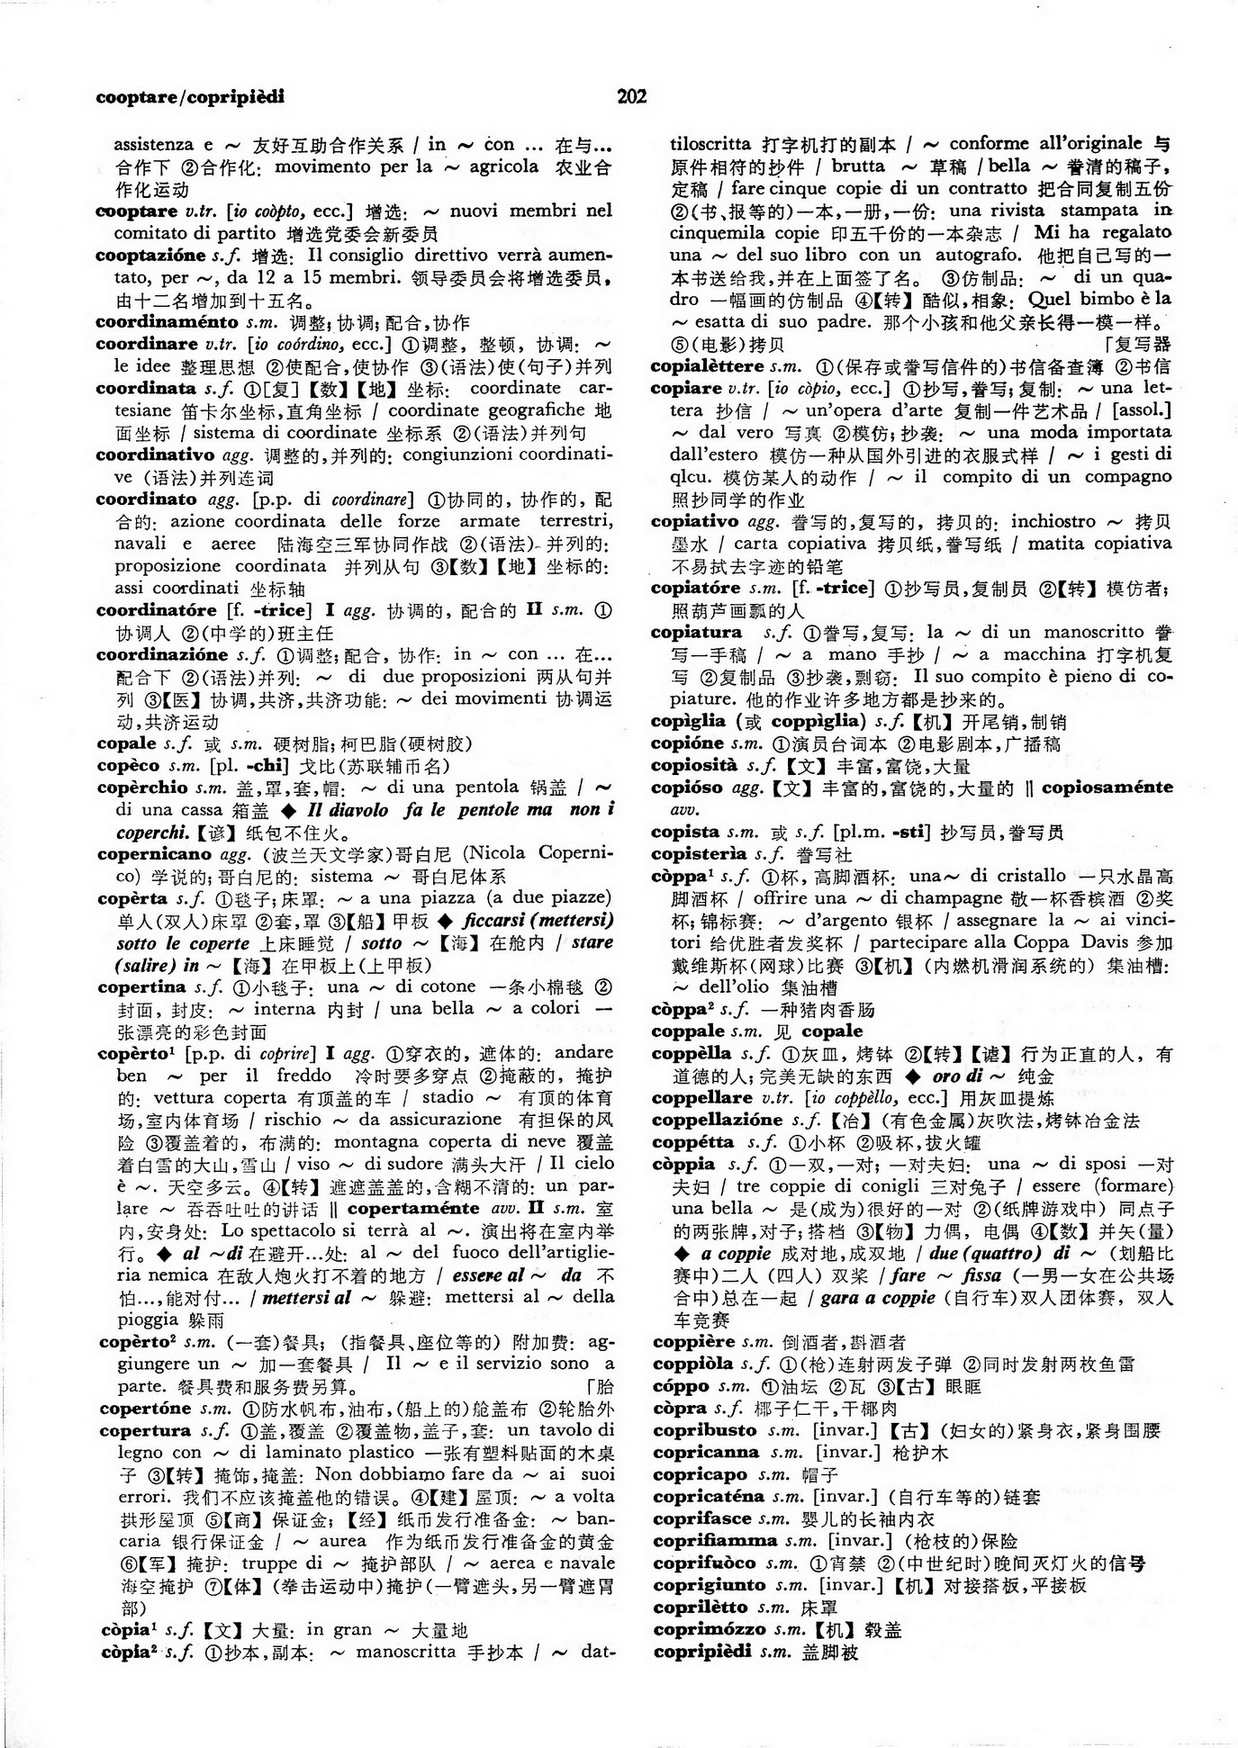 cooptare/copripièdi
202
assistenza e ～ 友好互助合作关系 / in ～ con … 在与…
合作下 ②合作化: movimento per la ～ agricola 农业合
作化运动
cooptare v.tr. [io coòpto, ecc.] 增选: ～ nuovi membri nel
comitato di partito 增选党委会新委员
cooptazióne s.f. 增选: Il consiglio direttivo verrà aumen-
tato, per ～, da 12 a 15 membri. 领导委员会将增选委员,
由十二名增加到十五名。
coordinaménto s.m. 调整;协调;配合,协作
coordinare v.tr. [io coórdino, ecc.] ①调整, 整顿, 协调: ～
le idee 整理思想 ②使配合,使协作 ③(语法)使(句子)并列
coordinata s.f. ①[复]【数】【地】坐标: coordinate car-
tesiane 笛卡尔坐标,直角坐标 / coordinate geografiche 地
面坐标 / sistema di coordinate 坐标系 ②(语法)并列句
coordinativo agg. 调整的,并列的: congiunzioni coordinati-
ve (语法)并列连词
coordinato agg. [p.p. di coordinare] ①协同的, 协作的, 配
合的: azione coordinata delle forze armate terrestri,
navali e aeree 陆海空三军协同作战 ②(语法) 并列的:
proposizione coordinata 并列从句 ③【数】【地】坐标的:
assi coordinati 坐标轴
coordinatóre [f. -trice] I agg. 协调的, 配合的 II s.m. ①
协调人 ②(中学的)班主任
coordinazióne s.f. ①调整;配合, 协作: in ～ con … 在…
配合下 ②(语法)并列: ～ di due proposizioni 两从句并
列 ③【医】协调,共济,共济功能: ～ dei movimenti 协调运
动,共济运动
copale s.f. 或 s.m. 硬树脂;柯巴脂(硬树胶)
copèco s.m. [pl. -chi] 戈比(苏联辅币名)
copèrchio s.m. 盖,罩,套,帽: ～ di una pentola 锅盖 / ～
di una cassa 箱盖 ◆ Il diavolo fa le pentole ma non i
coperchi.【谚】纸包不住火。
copernicano agg. (波兰天文学家)哥白尼 (Nicola Coperni-
co) 学说的;哥白尼的: sistema ～ 哥白尼体系
copèrta s.f. ①毯子;床罩: ～ a una piazza (a due piazze)
单人(双人)床罩 ②套,罩 ③【船】甲板 ◆ ficcarsi (mettersi)
sotto le coperte 上床睡觉 / sotto ～【海】在舱内 / stare
(salire) in ～【海】在甲板上(上甲板)
copertina s.f. ①小毯子: una ～ di cotone 一条小棉毯 ②
封面, 封皮: ～ interna 内封 / una bella ～ a colori 一
张漂亮的彩色封面
copèrto¹ [p.p. di coprire] I agg. ①穿衣的, 遮体的: andare
ben ～ per il freddo 冷时要多穿点 ②掩蔽的, 掩护
的: vettura coperta 有顶盖的车 / stadio ～ 有顶的体育
场,室内体育场 / rischio ～ da assicurazione 有担保的风
险 ③覆盖着的, 布满的: montagna coperta di neve 覆盖
着白雪的大山,雪山 / viso ～ di sudore 满头大汗 / Il cielo
è ～. 天空多云。④【转】遮遮盖盖的,含糊不清的: un par-
lare ～ 吞吞吐吐的讲话 ‖ copertaménte avv. II s.m. 室
内,安身处: Lo spettacolo si terrà al ～. 演出将在室内举
行。◆ al ～di 在避开…处: al ～ del fuoco dell'artiglie-
ria nemica 在敌人炮火打不着的地方 / essere al ～ da 不
怕…,能对付… / mettersi al ～ 躲避: mettersi al ～ della
pioggia 躲雨
copèrto² s.m. (一套)餐具; (指餐具、座位等的) 附加费: ag-
giungere un ～ 加一套餐具 / Il ～ e il servizio sono a
parte. 餐具费和服务费另算。 「胎
copertóne s.m. ①防水帆布,油布,(船上的)舱盖布 ②轮胎外
copertura s.f. ①盖,覆盖 ②覆盖物,盖子,套: un tavolo di
legno con ～ di laminato plastico 一张有塑料贴面的木桌
子 ③【转】掩饰,掩盖: Non dobbiamo fare da ～ ai suoi
errori. 我们不应该掩盖他的错误。④【建】屋顶: ～ a volta
拱形屋顶 ⑤【商】保证金;【经】纸币发行准备金: ～ ban-
caria 银行保证金 / ～ aurea 作为纸币发行准备金的黄金
⑥【军】掩护: truppe di ～ 掩护部队 / ～ aerea e navale
海空掩护 ⑦【体】(拳击运动中)掩护(一臂遮头,另一臂遮胃
部)
còpia¹ s.f.【文】大量: in gran ～ 大量地
còpia² s.f. ①抄本,副本: ～ manoscritta 手抄本 / ～ dat-
tiloscritta 打字机打的副本 / ～ conforme all'originale 与
原件相符的抄件 / brutta ～ 草稿 /bella ～ 誊清的稿子,
定稿 / fare cinque copie di un contratto 把合同复制五份
②(书、报等的)一本,一册,一份: una rivista stampata in
cinquemila copie 印五千份的一本杂志 / Mi ha regalato
una ～ del suo libro con un autografo. 他把自己写的一
本书送给我,并在上面签了名。 ③仿制品: ～ di un qua-
dro 一幅画的仿制品 ④【转】酷似,相象: Quel bimbo è la
～ esatta di suo padre. 那个小孩和他父亲长得一模一样。
⑤(电影)拷贝 「复写器
copialèttere s.m. ①(保存或誊写信件的)书信备查簿 ②书信
copiare v.tr. [io còpio, ecc.] ①抄写,誊写;复制: ～ una let-
tera 抄信 / ～ un'opera d'arte 复制一件艺术品 / [assol.]
～ dal vero 写真 ②模仿;抄袭: ～ una moda importata
dall'estero 模仿一种从国外引进的衣服式样 / ～ i gesti di
qlcu. 模仿某人的动作 / ～ il compito di un compagno
照抄同学的作业
copiativo agg. 誊写的,复写的, 拷贝的: inchiostro ～ 拷贝
墨水 / carta copiativa 拷贝纸,誊写纸 / matita copiativa
不易拭去字迹的铅笔
copiatóre s.m. [f. -trice] ①抄写员,复制员 ②【转】模仿者;
照葫芦画瓢的人
copiatura s.f. ①誊写,复写: la ～ di un manoscritto 誊
写一手稿 / ～ a mano 手抄 / ～ a macchina 打字机复
写 ②复制品 ③抄袭,剽窃: Il suo compito è pieno di co-
piature. 他的作业许多地方都是抄来的。
copìglia (或 coppìglia) s.f.【机】开尾销,制销
copióne s.m. ①演员台词本 ②电影剧本,广播稿
copiosità s.f.【文】丰富,富饶,大量
copióso agg.【文】丰富的,富饶的,大量的 ‖ copiosaménte
avv.
copista s.m. 或 s.f. [pl.m. -sti] 抄写员,誊写员
copisterìa s.f. 誊写社
còppa¹ s.f. ①杯, 高脚酒杯: una～ di cristallo 一只水晶高
脚酒杯 / offrire una ～ di champagne 敬一杯香槟酒 ②奖
杯;锦标赛: ～ d'argento 银杯 / assegnare la ～ ai vinci-
tori 给优胜者发奖杯 / partecipare alla Coppa Davis 参加
戴维斯杯(网球)比赛 ③【机】(内燃机滑润系统的) 集油槽:
～ dell'olio 集油槽
còppa² s.f. 一种猪肉香肠
coppale s.m. 见 copale
coppèlla s.f. ①灰皿, 烤钵 ②【转】【谑】行为正直的人, 有
道德的人;完美无缺的东西 ◆ oro di ～ 纯金
coppellare v.tr. [io coppèllo, ecc.] 用灰皿提炼
coppellazióne s.f.【冶】(有色金属)灰吹法,烤钵冶金法
coppétta s.f. ①小杯 ②吸杯,拔火罐
còppia s.f. ①一双,一对; 一对夫妇: una ～ di sposi 一对
夫妇 / tre coppie di conigli 三对兔子 / essere (formare)
una bella ～ 是(成为)很好的一对 ②(纸牌游戏中) 同点子
的两张牌,对子;搭档 ③【物】力偶, 电偶 ④【数】并矢(量)
◆ a coppie 成对地,成双地 / due (quattro) di ～ (划船比
赛中)二人 (四人) 双桨 /fare ～ fissa (一男一女在公共场
合中)总在一起 / gara a coppie (自行车)双人团体赛, 双人
车竞赛
coppière s.m. 倒酒者,斟酒者
coppiòla s.f. ①(枪)连射两发子弹 ②同时发射两枚鱼雷
cóppo s.m. ①油坛 ②瓦 ③【古】眼眶
còpra s.f. 椰子仁干,干椰肉
copribusto s.m. [invar.]【古】(妇女的)紧身衣,紧身围腰
copricanna s.m. [invar.] 枪护木
copricapo s.m. 帽子
copricaténa s.m. [invar.] (自行车等的)链套
coprifasce s.m. 婴儿的长袖内衣
coprifiamma s.m. [invar.] (枪枝的)保险
coprifuòco s.m. ①宵禁 ②(中世纪时)晚间灭灯火的信号
coprigiunto s.m. [invar.]【机】对接搭板,平接板
coprilètto s.m. 床罩
coprimózzo s.m.【机】毂盖
copripièdi s.m. 盖脚被